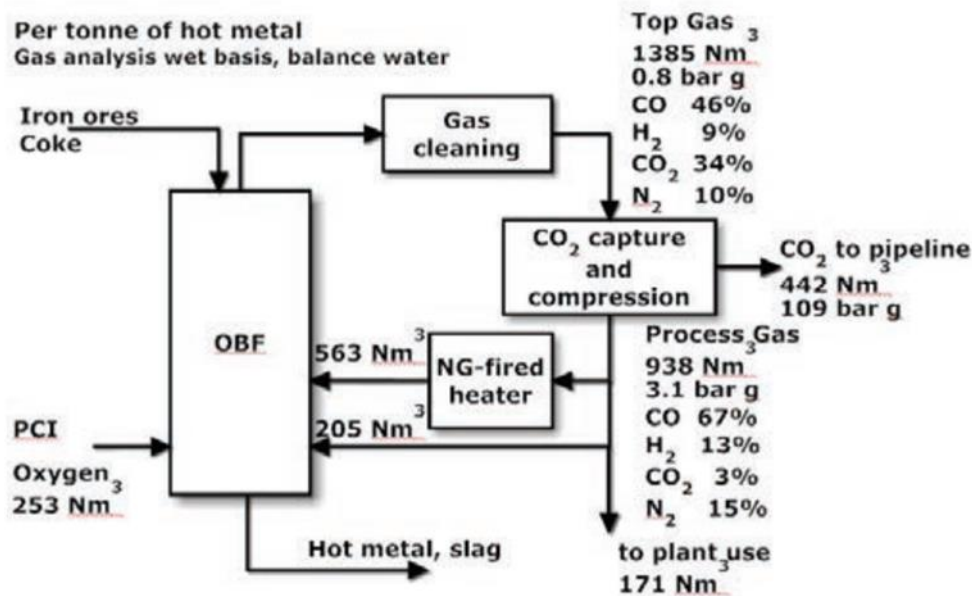 Per tonne of hot metal
Gas analysis wet basis, balance water
Iron ores
Coke
Gas
cleaning
Top Gas
1385 Nm3
0.8 bar g
CO 46%
H2 9%
CO2 34%
N2 10%
CO2 capture
and
compression
CO2 to pipeline
442 Nm3
109 bar g
OBF
563 Nm3
NG-fired
heater
205 Nm3
Process Gas
938 Nm3
3.1 bar g
CO 67%
H2 13%
CO2 3%
N2 15%
PCI
Oxygen
253 Nm3
Hot metal, slag
to plant use
171 Nm3